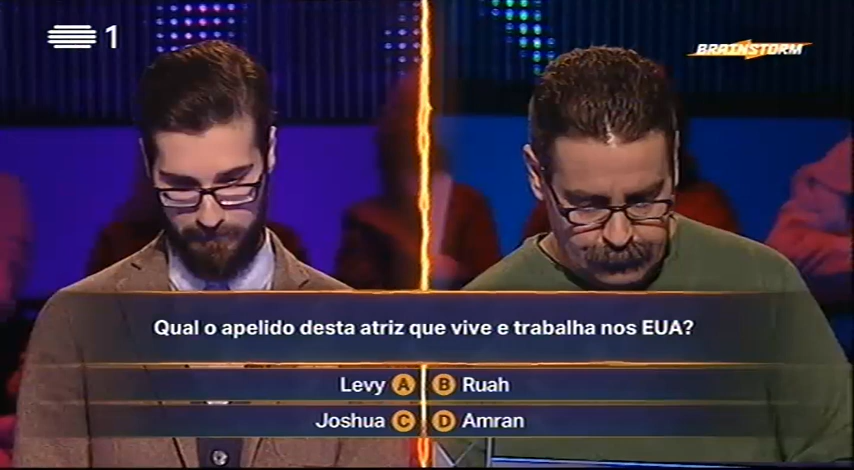 1
BRAINSTORM
Qual o apelido desta atriz que vive e trabalha nos EUA?
Levy A B Ruah
Joshua C D Amran